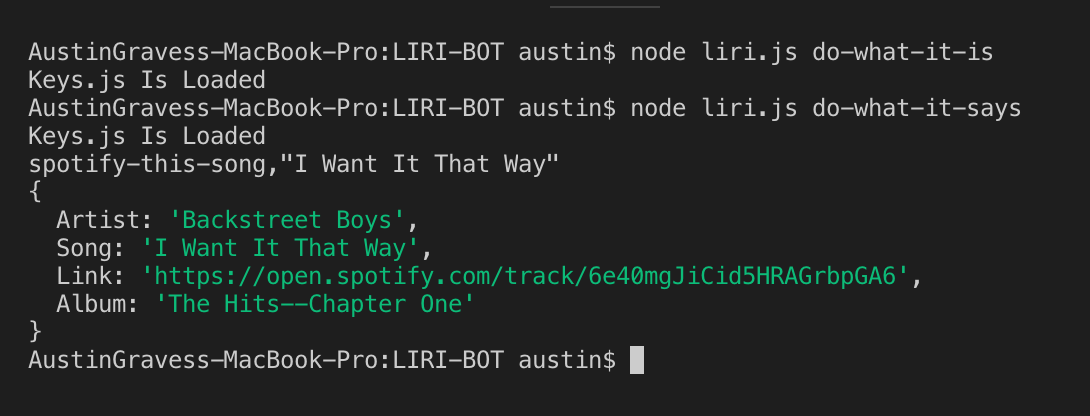 AustinGravess-MacBook-Pro:LIRI-BOT austin$ node liri.js do-what-it-is
Keys.js Is Loaded
AustinGravess-MacBook-Pro:LIRI-BOT austin$ node liri.js do-what-it-says
Keys.js Is Loaded
spotify-this-song,"I Want It That Way"
{
  Artist: 'Backstreet Boys',
  Song: 'I Want It That Way',
  Link: 'https://open.spotify.com/track/6e40mgJiCid5HRAGrbpGA6',
  Album: 'The Hits--Chapter One'
}
AustinGravess-MacBook-Pro:LIRI-BOT austin$